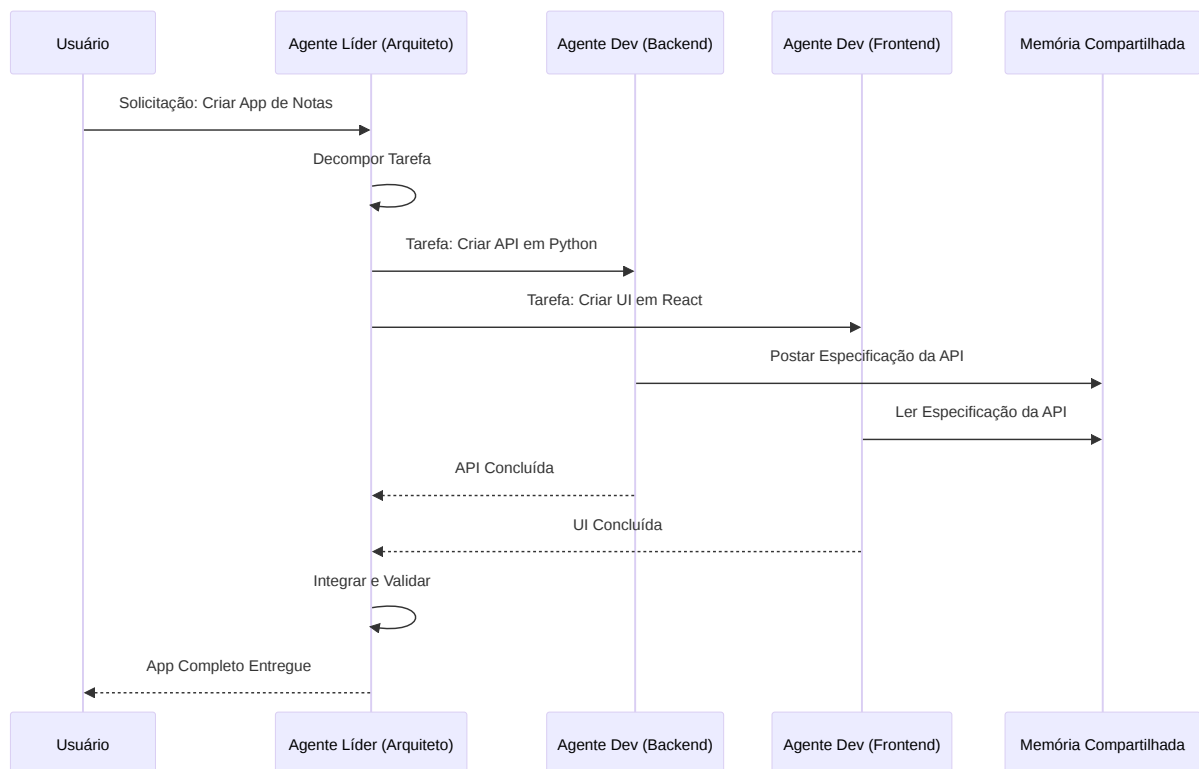 Usuário
Agente Líder (Arquiteto)
Agente Dev (Backend)
Agente Dev (Frontend)
Memória Compartilhada
Solicitação: Criar App de Notas
Decompor Tarefa
Tarefa: Criar API em Python
Tarefa: Criar UI em React
Postar Especificação da API
Ler Especificação da API
API Concluída
UI Concluída
Integrar e Validar
App Completo Entregue
Usuário
Agente Líder (Arquiteto)
Agente Dev (Backend)
Agente Dev (Frontend)
Memória Compartilhada